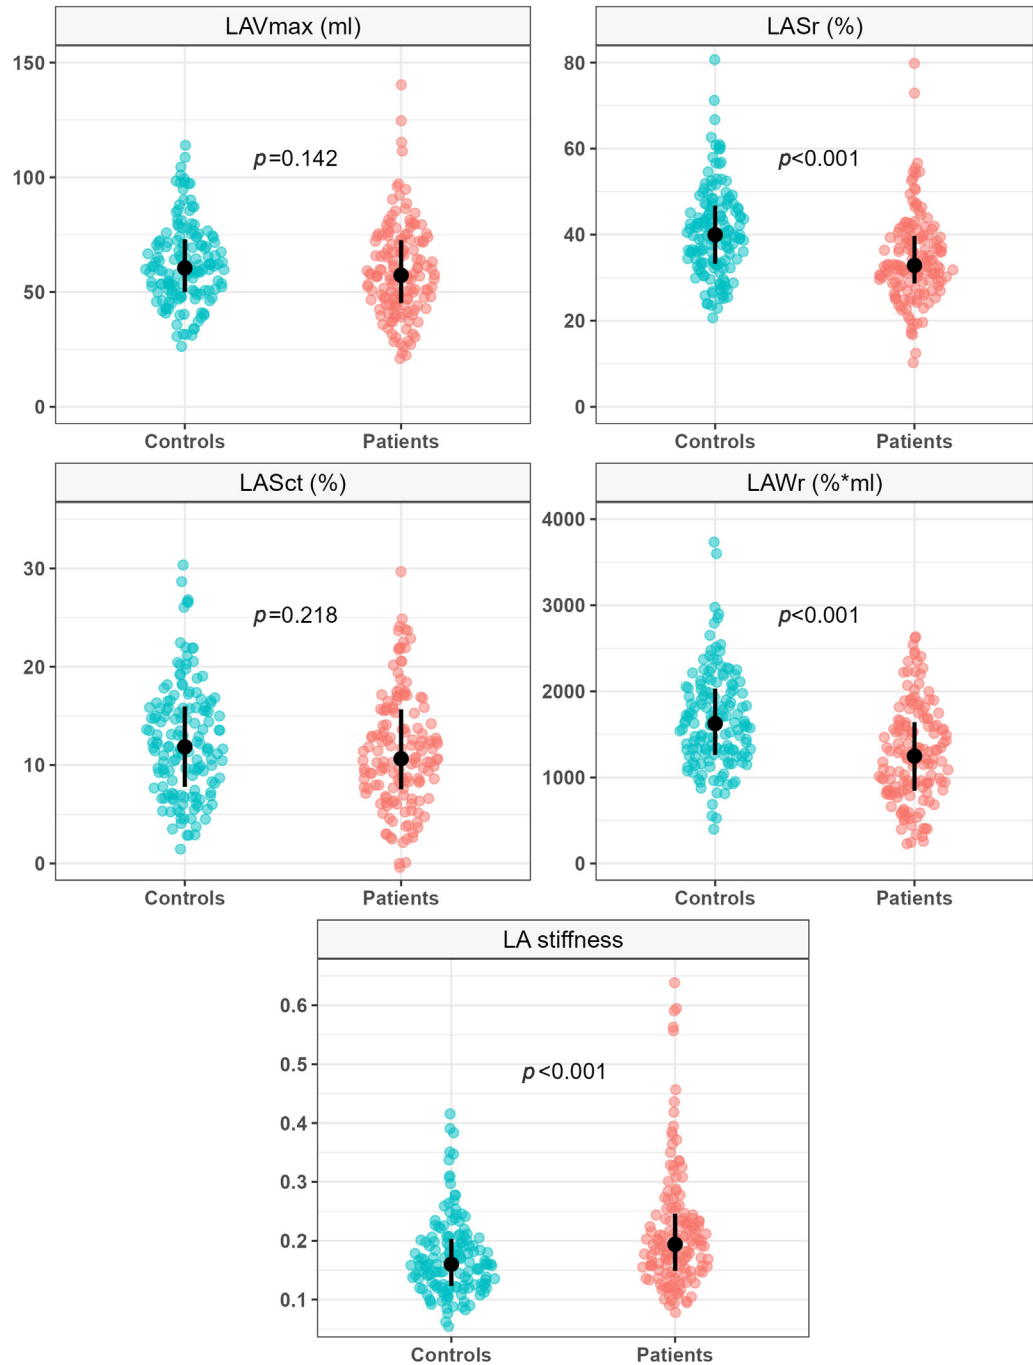 LAVmax (ml)
150
100
50
0
p=0.142
Controls
Patients
LASr (%)
80
60
40
20
0
p<0.001
Controls
Patients
LASct (%)
30
20
10
0
p=0.218
Controls
Patients
LAWr (%*ml)
4000
3000
2000
1000
0
p<0.001
Controls
Patients
LA stiffness
0.6
0.5
0.4
0.3
0.2
0.1
p<0.001
Controls
Patients